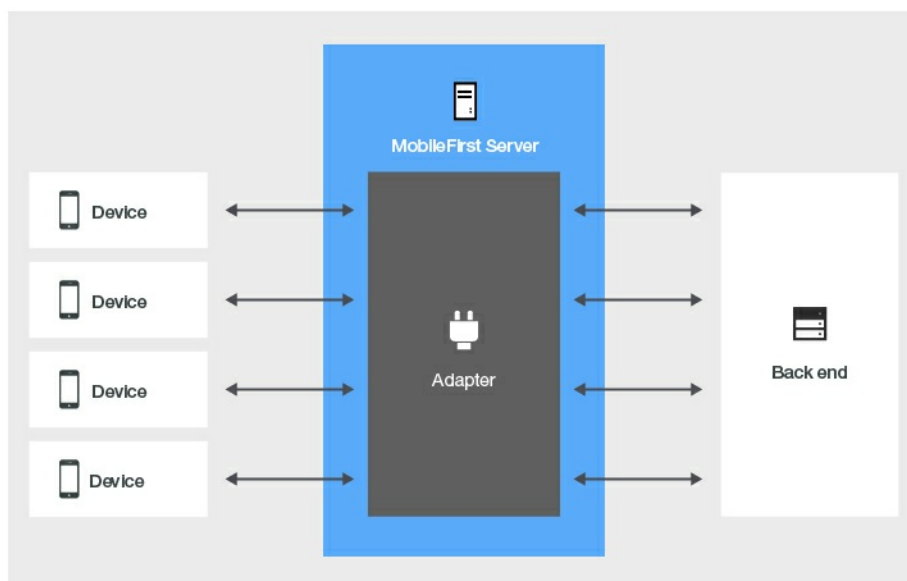 MobileFirst Server
Device
Device
Device
Device
Adapter
Back end